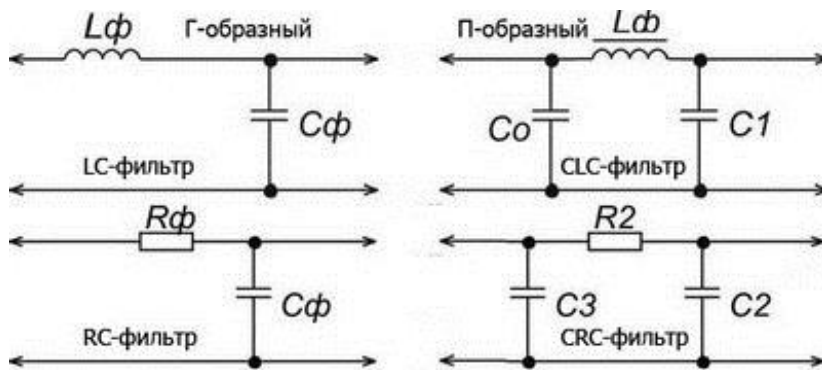 Lф Г-образный
Cф
LC-фильтр
П-образный Lф
Co C1
CLC-фильтр
Rф
Cф
RC-фильтр
R2
C3 C2
CRC-фильтр